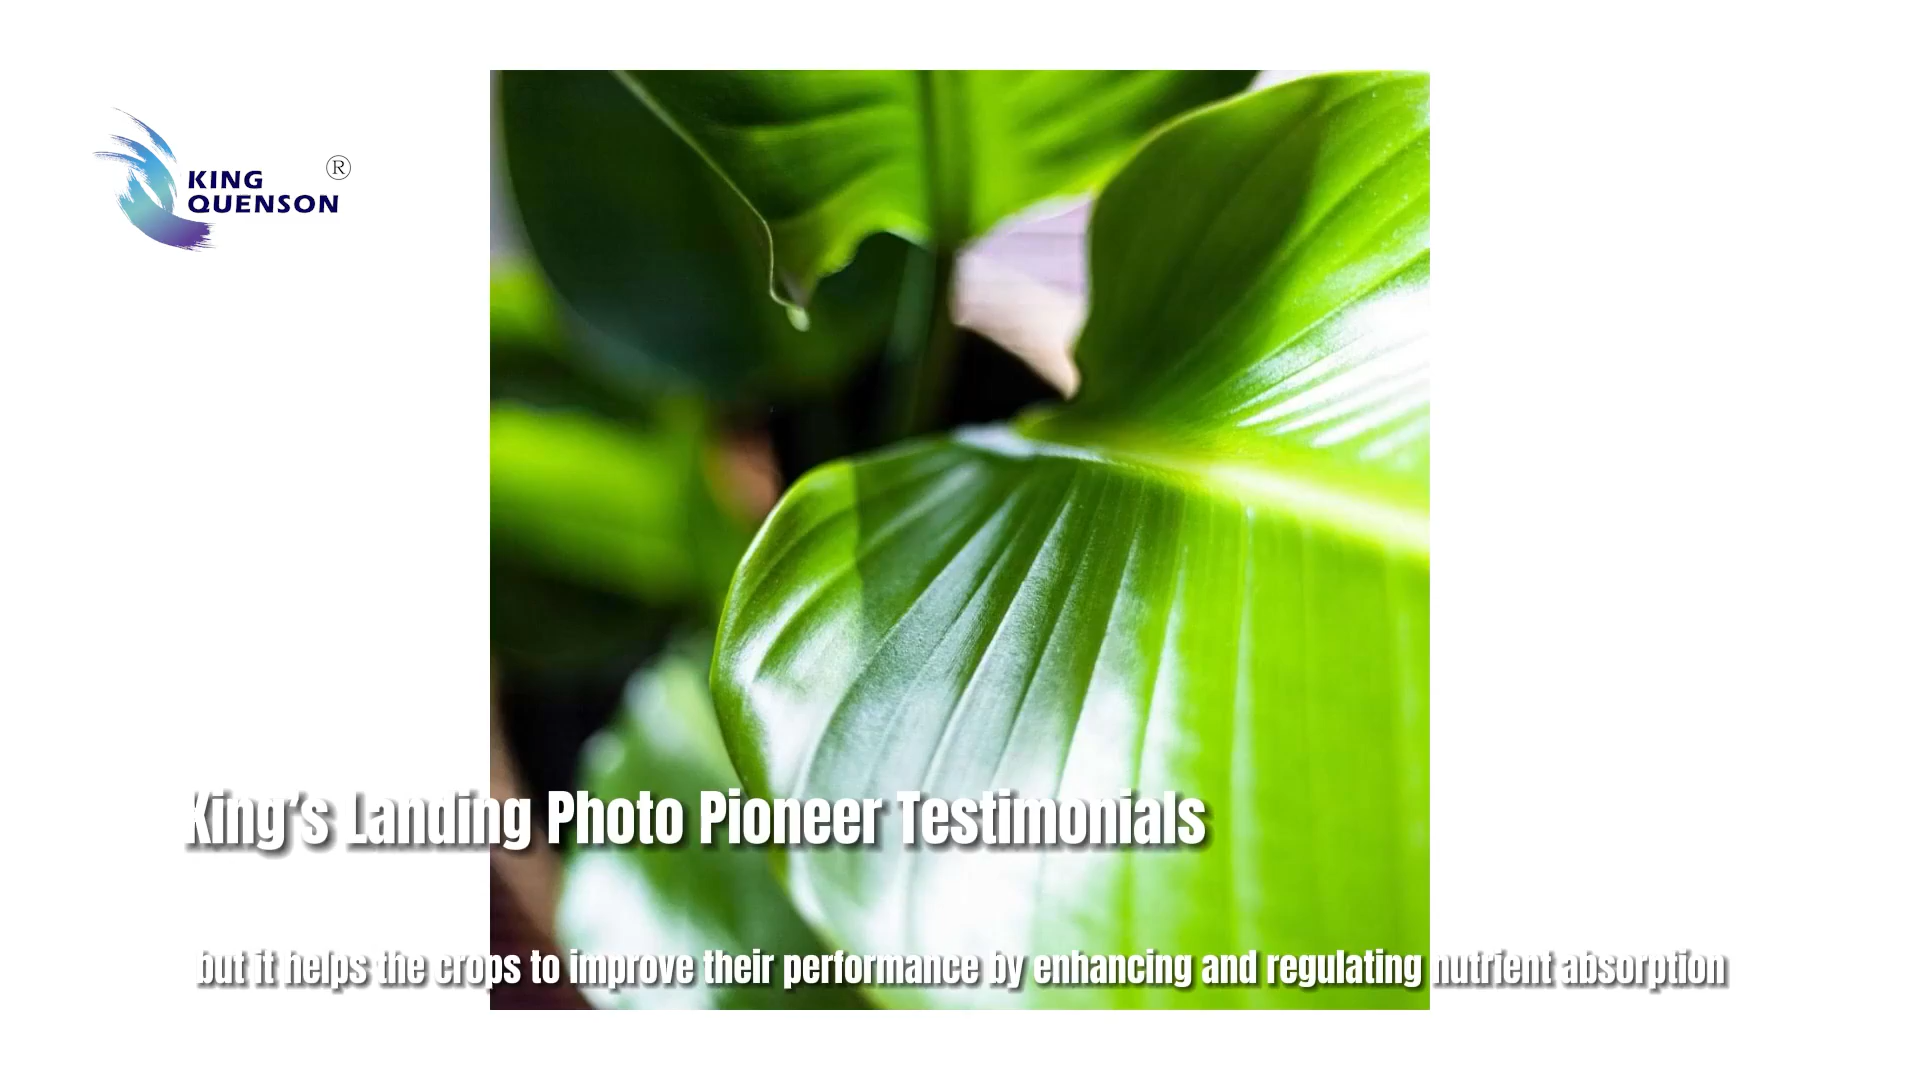 KING
QUENSON
®
King's Landing Photo Pioneer Testimonials
but it helps the crops to improve their performance by enhancing and regulating nutrient absorption